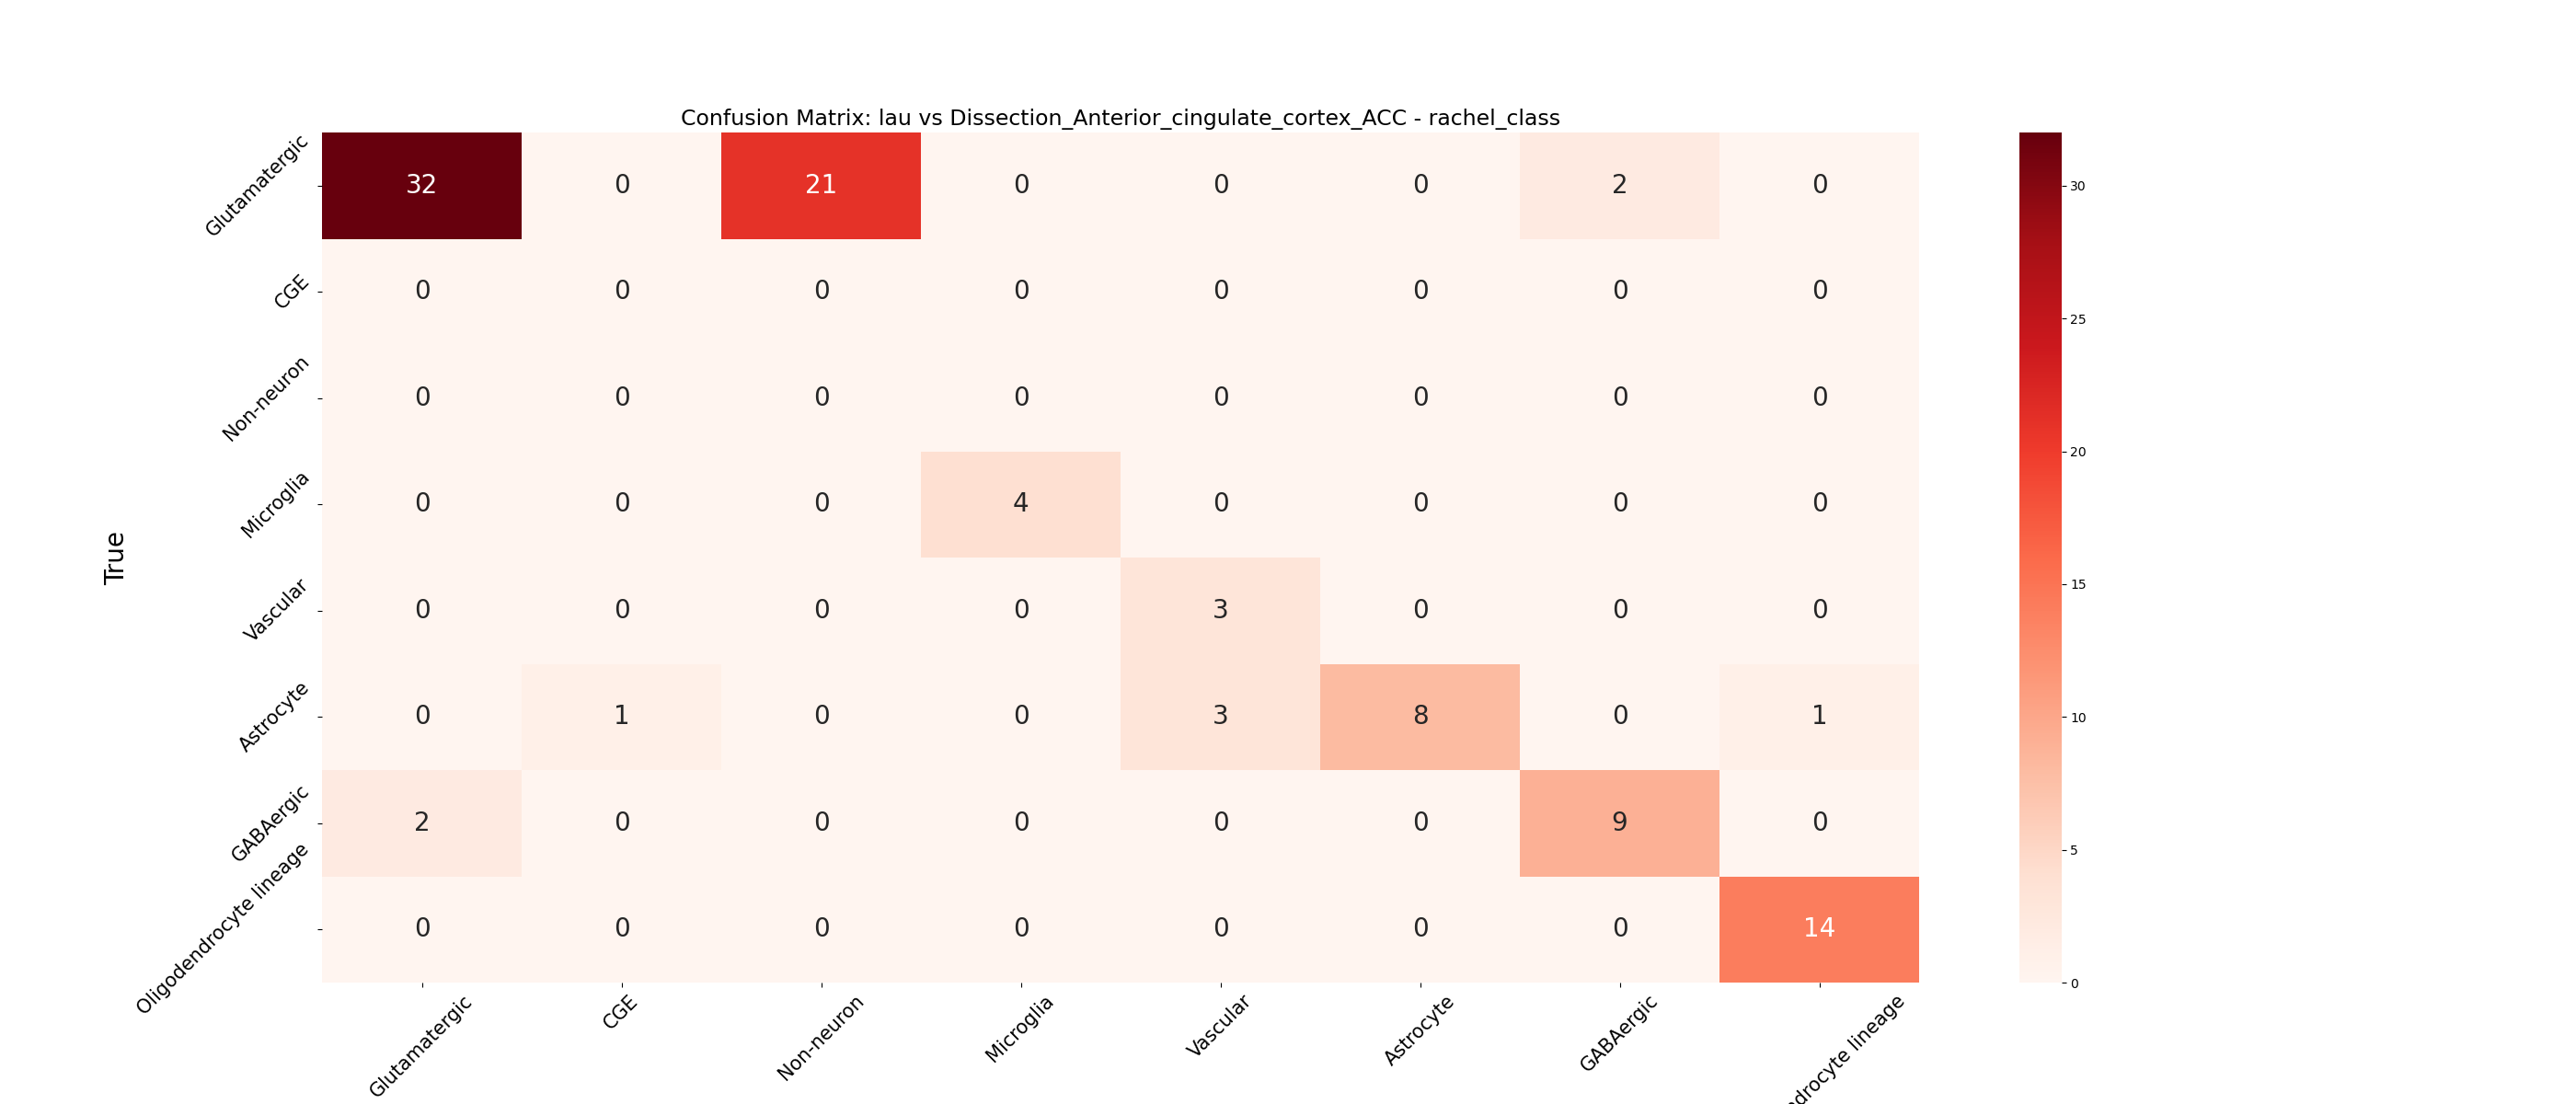 Confusion Matrix: lau vs Dissection_Anterior_cingulate_cortex_ACC - rachel_class
True
Glutamatergic 32 0 21 0 0 0 2 0
CGE 0 0 0 0 0 0 0 0
Non-neuron 0 0 0 0 0 0 0 0
Microglia 0 0 0 4 0 0 0 0
Vascular 0 0 0 0 3 0 0 0
Astrocyte 0 1 0 0 3 8 0 1
GABAergic 2 0 0 0 0 0 9 0
Oligodendrocyte lineage 0 0 0 0 0 0 0 14
Glutamatergic CGE Non-neuron Microglia Vascular Astrocyte GABAergic ndrocyte lineage
30
25
20
15
10
5
0